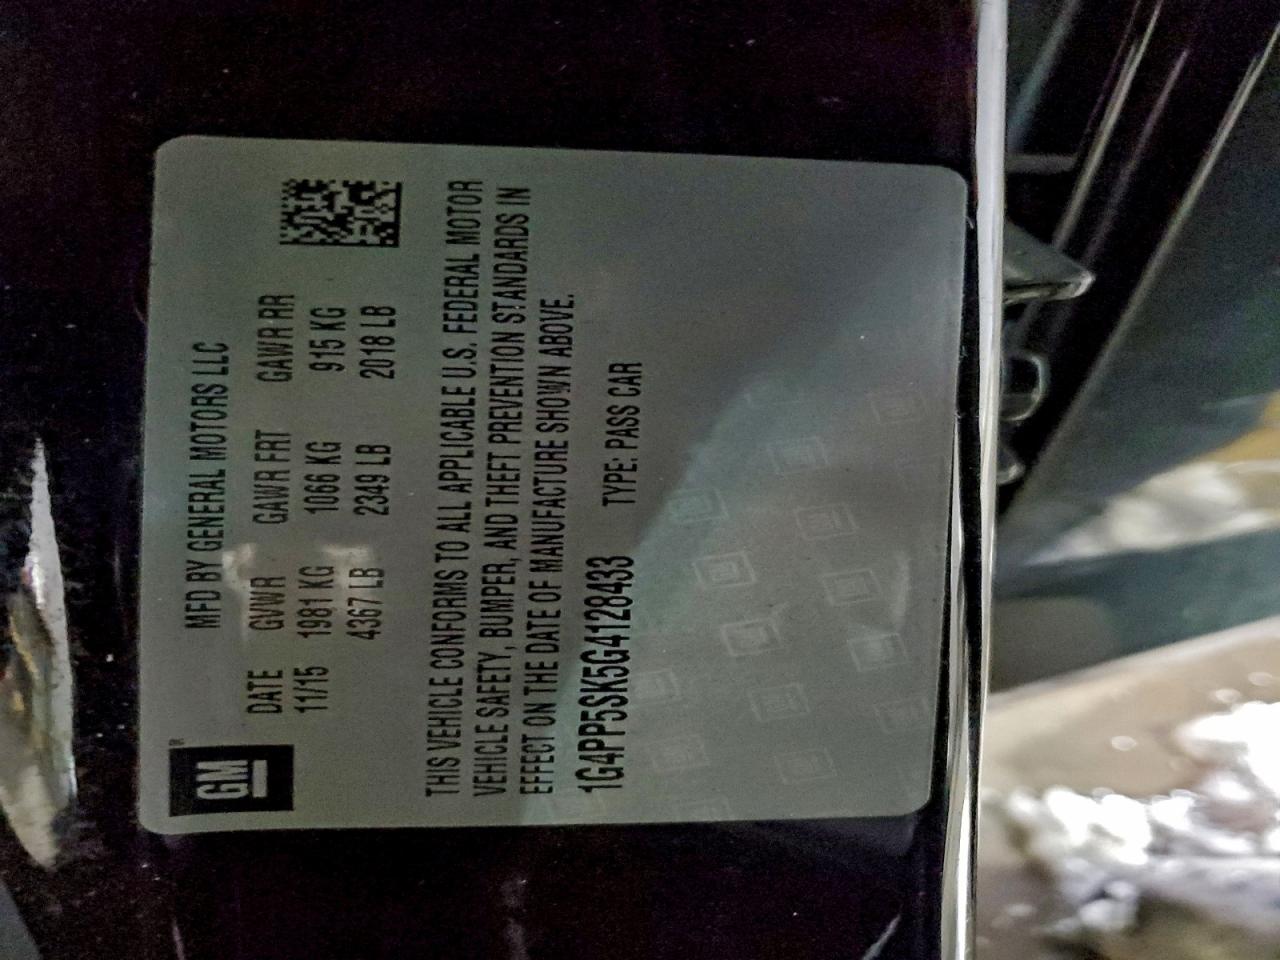 GM
MFD BY GENERAL MOTORS LLC
DATE GVWR GAWR FRT GAWR RR
11/15 1981 KG 1066 KG 915 KG
4367 LB 2349 LB 2018 LB
THIS VEHICLE CONFORMS TO ALL APPLICABLE U.S. FEDERAL MOTOR
VEHICLE SAFETY, BUMPER, AND THEFT PREVENTION STANDARDS IN
EFFECT ON THE DATE OF MANUFACTURE SHOWN ABOVE.
1G4PP5SK5G4128433 TYPE: PASS CAR